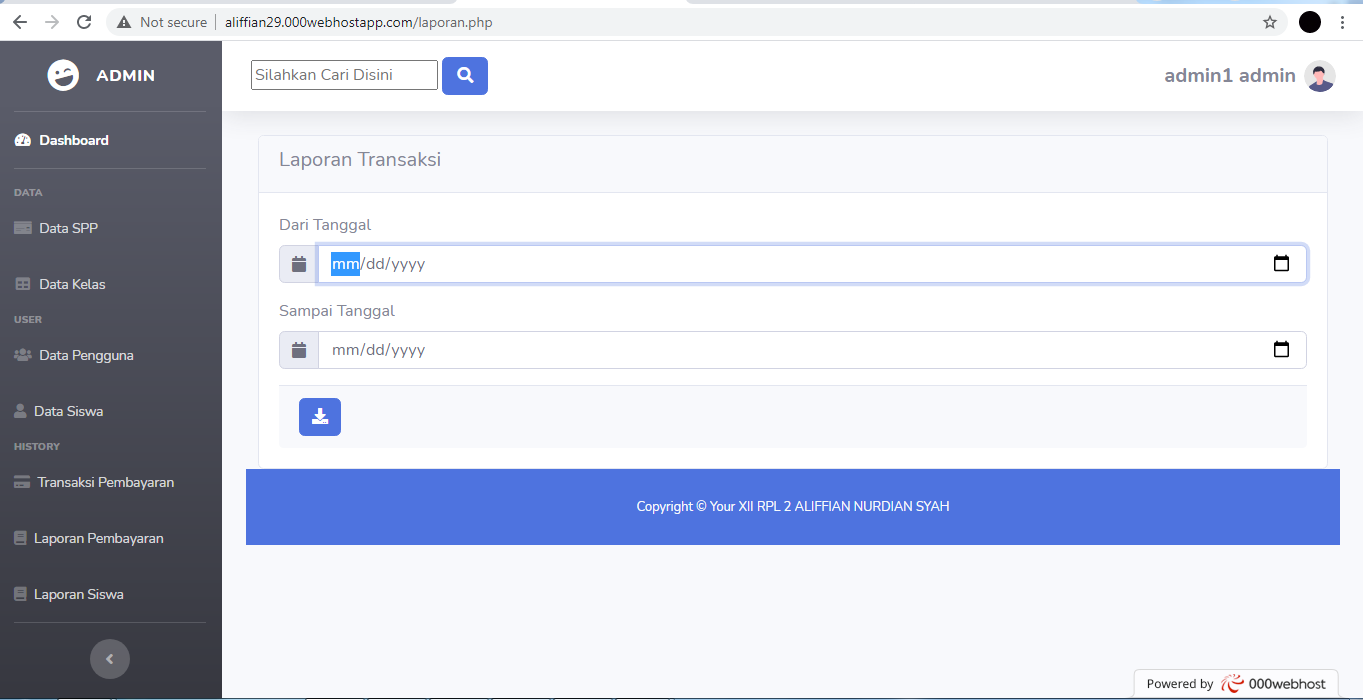 Not secure | aliffian29.000webhostapp.com/laporan.php
ADMIN
Silahkan Cari Disini
admin1 admin
Dashboard
DATA
Data SPP
Data Kelas
USER
Data Pengguna
Data Siswa
HISTORY
Transaksi Pembayaran
Laporan Pembayaran
Laporan Siswa
Laporan Transaksi
Dari Tanggal
mm/dd/yyyy
Sampai Tanggal
mm/dd/yyyy
Copyright © Your XII RPL 2 ALIFFIAN NURDIAN SYAH
Powered by 000webhost